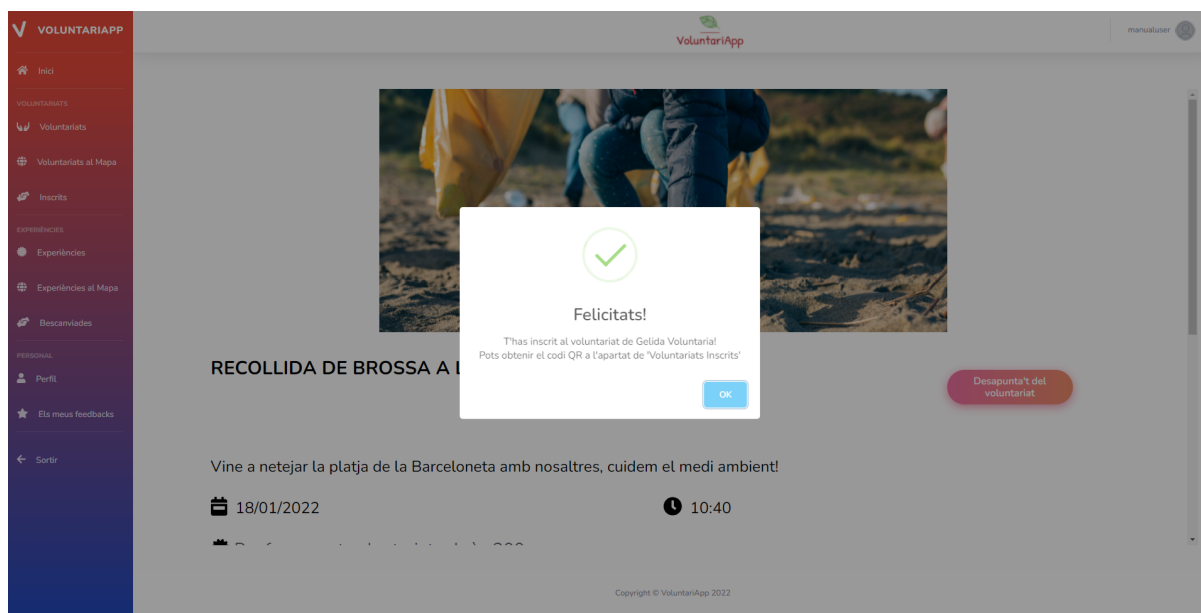 VOLUNTARIAPP
VoluntariApp
manualuser
Inici
VOLUNTARIATS
Voluntariats
Voluntariats al Mapa
Inscrits
EXPERIÈNCIES
Experiències
Experiències al Mapa
Bescanviades
PERSONAL
Perfil
Els meus feedbacks
Sortir
Felicitats!
T'has inscrit al voluntariat de Gelida Voluntaria!
Pots obtenir el codi QR a l'apartat de 'Voluntariats Inscrits'
OK
RECOLLIDA DE BROSSA A
Desapunta't del
voluntariat
Vine a netejar la platja de la Barceloneta amb nosaltres, cuidem el medi ambient!
18/01/2022
10:40
Copyright © VoluntariApp 2022